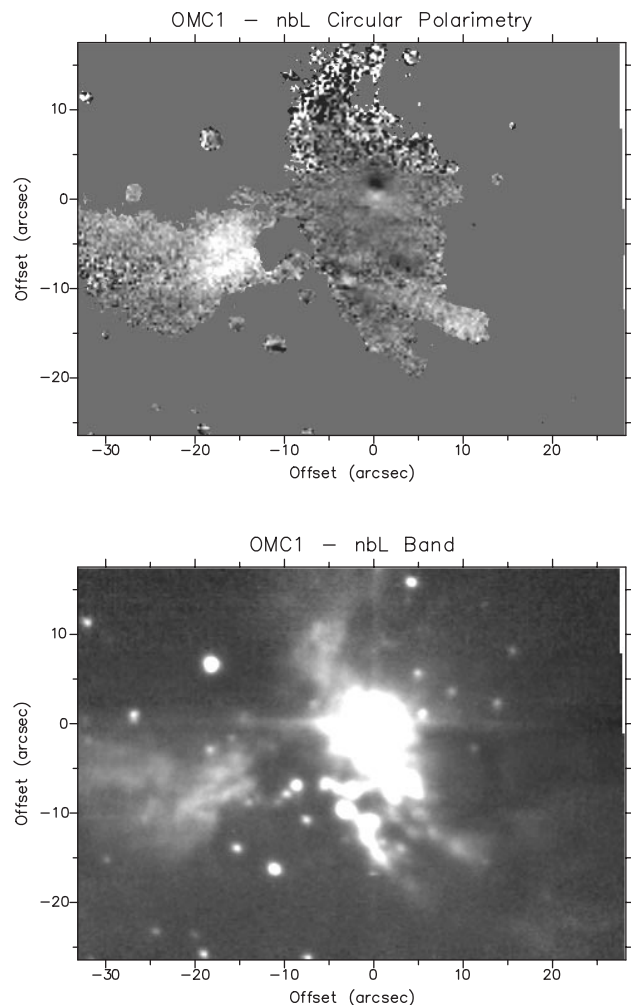 OMC1 – nbL Circular Polarimetry
10
0
−10
−20
Offset (arcsec)
−30 −20 −10 0 10 20
Offset (arcsec)
OMC1 – nbL Band
10
0
−10
−20
Offset (arcsec)
−30 −20 −10 0 10 20
Offset (arcsec)